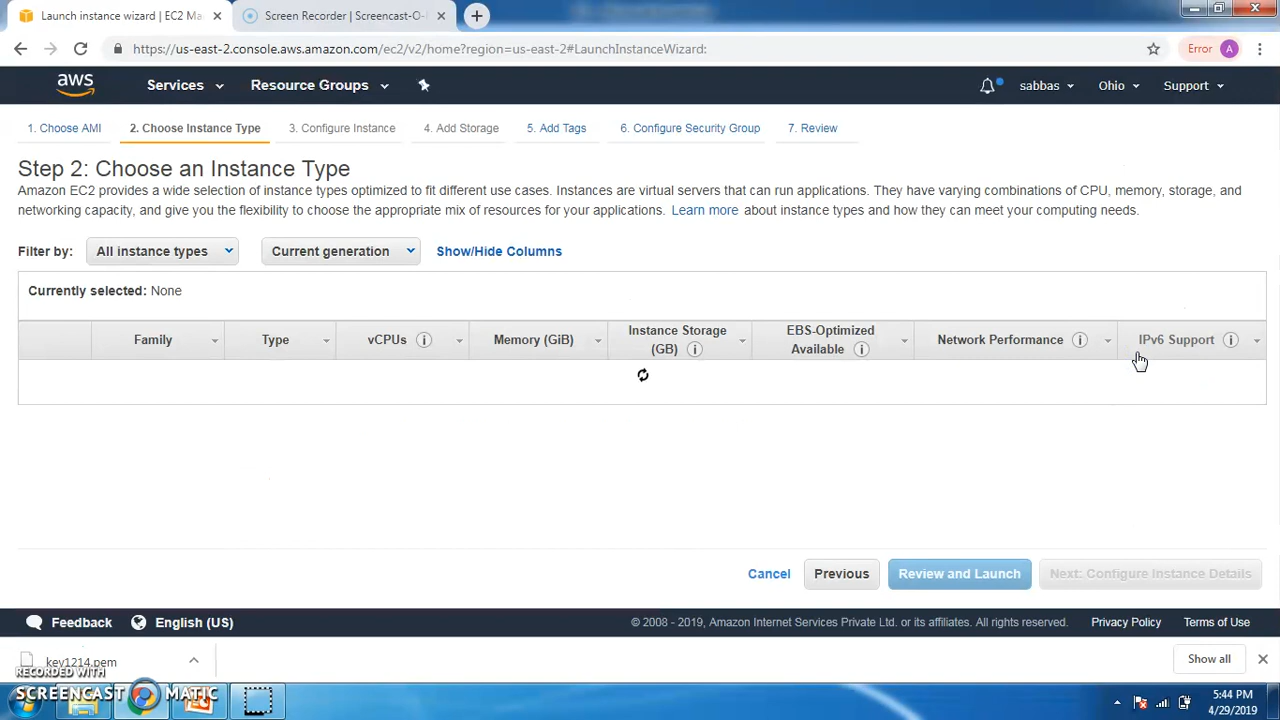 Launch instance wizard | EC2 Ma
Screen Recorder | Screencast-O-
https://us-east-2.console.aws.amazon.com/ec2/v2/home?region=us-east-2#LaunchInstanceWizard:
Error
A
aws
Services
Resource Groups
sabbas
Ohio
Support
1. Choose AMI
2. Choose Instance Type
3. Configure Instance
4. Add Storage
5. Add Tags
6. Configure Security Group
7. Review
Step 2: Choose an Instance Type
Amazon EC2 provides a wide selection of instance types optimized to fit different use cases. Instances are virtual servers that can run applications. They have varying combinations of CPU, memory, storage, and
networking capacity, and give you the flexibility to choose the appropriate mix of resources for your applications. Learn more about instance types and how they can meet your computing needs.
Filter by:
All instance types
Current generation
Show/Hide Columns
Currently selected: None
Family
Type
vCPUs
Memory (GiB)
Instance Storage
(GB)
EBS-Optimized
Available
Network Performance
IPv6 Support
Cancel
Previous
Review and Launch
Next: Configure Instance Details
Feedback
English (US)
© 2008 - 2019, Amazon Internet Services Private Ltd. or its affiliates. All rights reserved.
Privacy Policy
Terms of Use
key1214.pem
Show all
RECORDED WITH
SCREENCAST MATIC
5:44 PM
4/29/2019